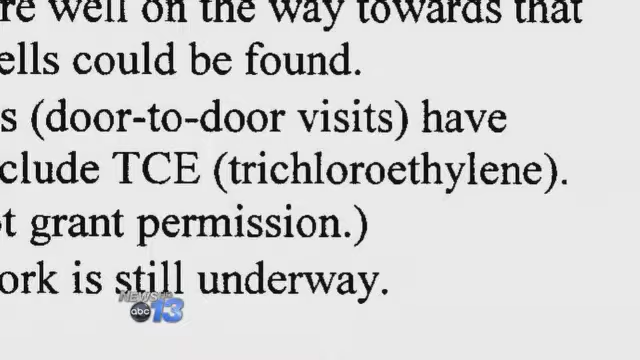 re well on the way towards that
ells could be found.
s (door-to-door visits) have
clude TCE (trichloroethylene).
t grant permission.)
ork is still underway.
NEWS
abc 13